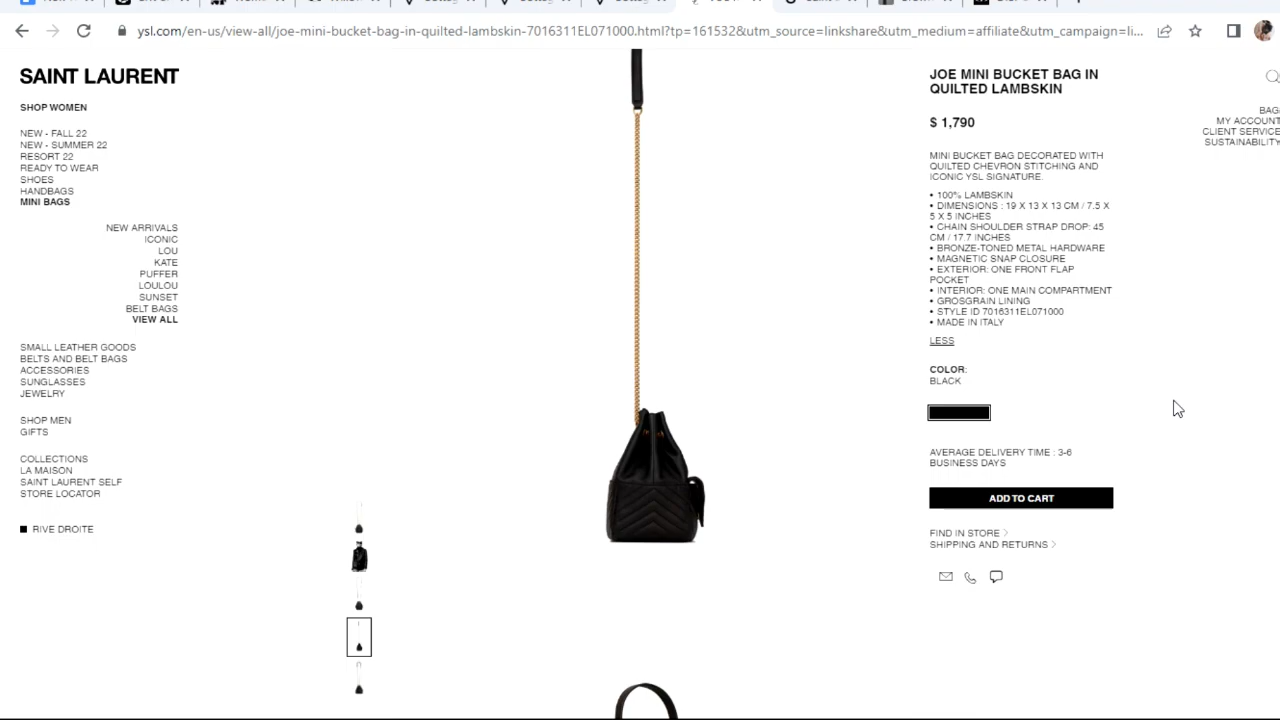 ysl.com/en-us/view-all/joe-mini-bucket-bag-in-quilted-lambskin-7016311EL071000.html?tp=161532&utm_source=linkshare&utm_medium=affiliate&utm_campaign=li...
SAINT LAURENT
SHOP WOMEN
NEW - FALL 22
NEW - SUMMER 22
RESORT 22
READY TO WEAR
SHOES
HANDBAGS
MINI BAGS
NEW ARRIVALS
ICONIC
LOU
KATE
PUFFER
LOULOU
SUNSET
BELT BAGS
VIEW ALL
SMALL LEATHER GOODS
BELTS AND BELT BAGS
ACCESSORIES
SUNGLASSES
JEWELRY
SHOP MEN
GIFTS
COLLECTIONS
LA MAISON
SAINT LAURENT SELF
STORE LOCATOR
RIVE DROITE
JOE MINI BUCKET BAG IN
QUILTED LAMBSKIN
$ 1,790
MINI BUCKET BAG DECORATED WITH
QUILTED CHEVRON STITCHING AND
ICONIC YSL SIGNATURE.
• 100% LAMBSKIN
• DIMENSIONS : 19 X 13 X 13 CM / 7.5 X
5 X 5 INCHES
• CHAIN SHOULDER STRAP DROP: 45
CM / 17.7 INCHES
• BRONZE-TONED METAL HARDWARE
• MAGNETIC SNAP CLOSURE
• EXTERIOR: ONE FRONT FLAP
POCKET
• INTERIOR: ONE MAIN COMPARTMENT
• GROSGRAIN LINING
• STYLE ID 7016311EL071000
• MADE IN ITALY
LESS
COLOR:
BLACK
AVERAGE DELIVERY TIME : 3-6
BUSINESS DAYS
ADD TO CART
FIND IN STORE >
SHIPPING AND RETURNS >
BAG
MY ACCOUNT
CLIENT SERVICE
SUSTAINABILITY